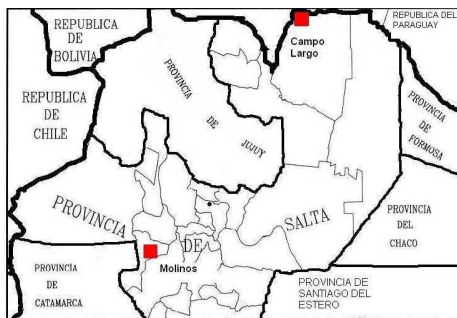 REPUBLICA
DE
BOLIVIA
REPUBLICA DEL
PARAGUAY
Campo
Largo
REPUBLICA
DE
CHILE
PROVINCIA
DE
JUJUY
PROVINCIA
DE
FORMOSA
PROVINCIA
DE
SALTA
PROVINCIA
DEL
CHACO
Molinos
PROVINCIA
DE
CATAMARCA
PROVINCIA DE
SANTIAGO DEL
ESTERO